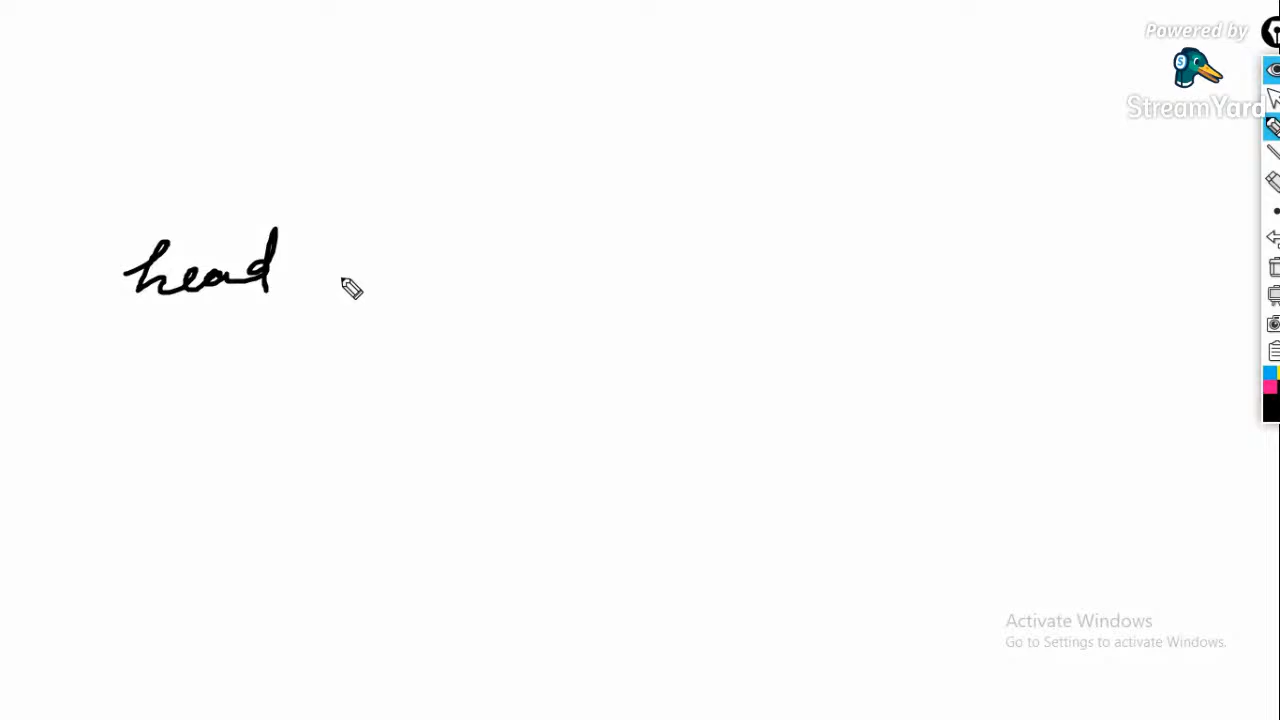 Powered by
StreamYard
head
Activate Windows
Go to Settings to activate Windows.